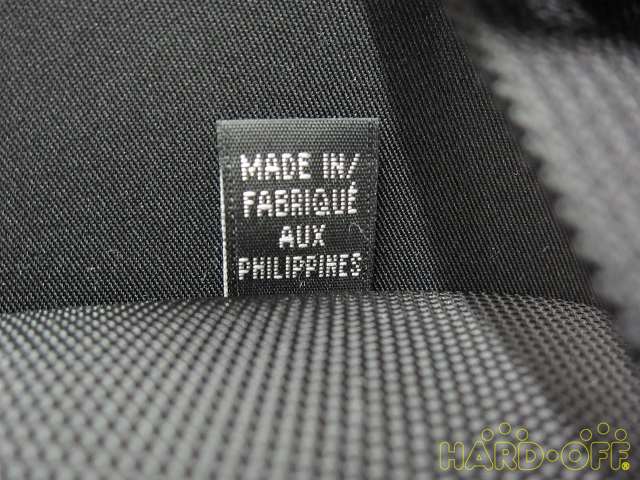 MADE IN/
FABRIQUÉ
AUX
PHILIPPINES
HARD-OFF